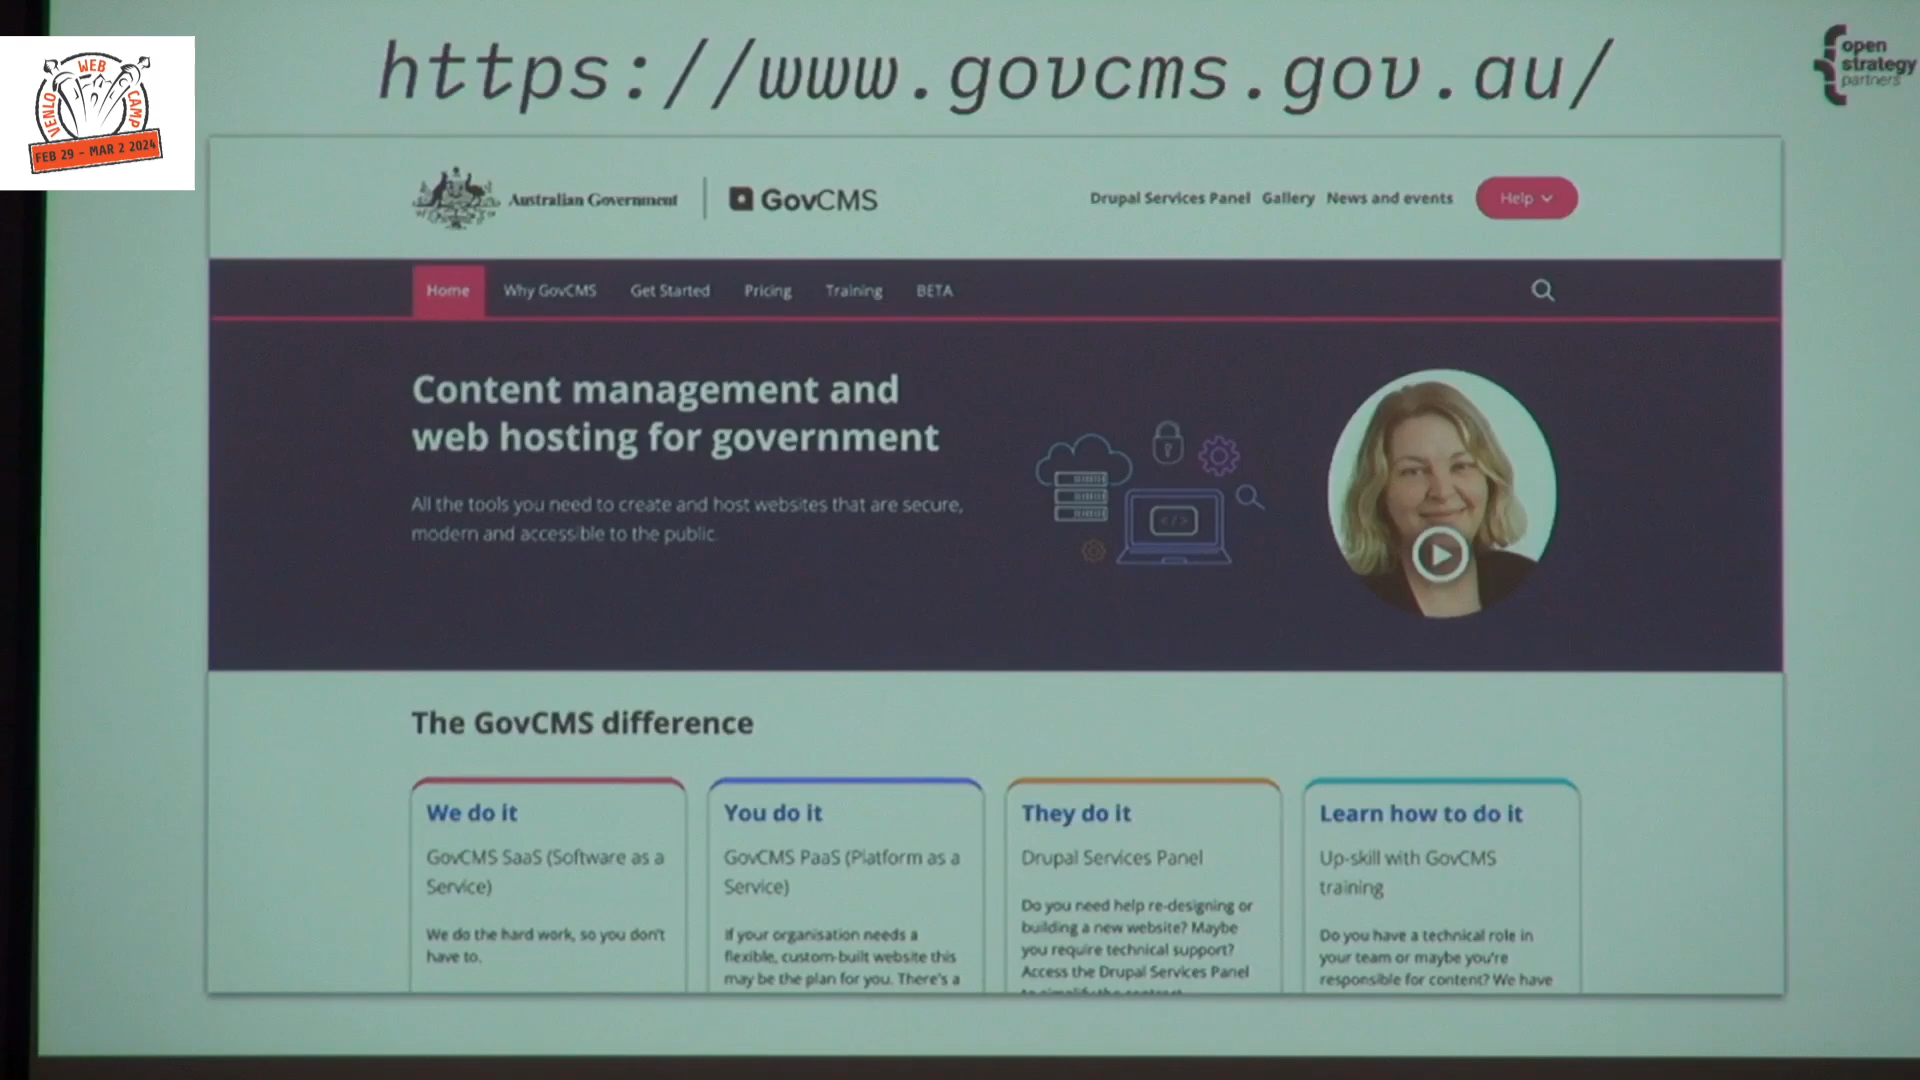 https://www.govcms.gov.au/
open
strategy
partners
WEB
VENLO
CAMP
FEB 29 - MAR 2 2024
Australian Government
GovCMS
Drupal Services Panel Gallery News and events Help
Home Why GovCMS Get Started Pricing Training BETA
Content management and
web hosting for government
All the tools you need to create and host websites that are secure,
modern and accessible to the public.
</>
The GovCMS difference
We do it
GovCMS SaaS (Software as a
Service)
We do the hard work, so you don't
have to.
You do it
GovCMS PaaS (Platform as a
Service)
If your organisation needs a
flexible, custom-built website this
may be the plan for you. There's a
They do it
Drupal Services Panel
Do you need help re-designing or
building a new website? Maybe
you require technical support?
Access the Drupal Services Panel
Learn how to do it
Up-skill with GovCMS
training
Do you have a technical role in
your team or maybe you're
responsible for content? We have